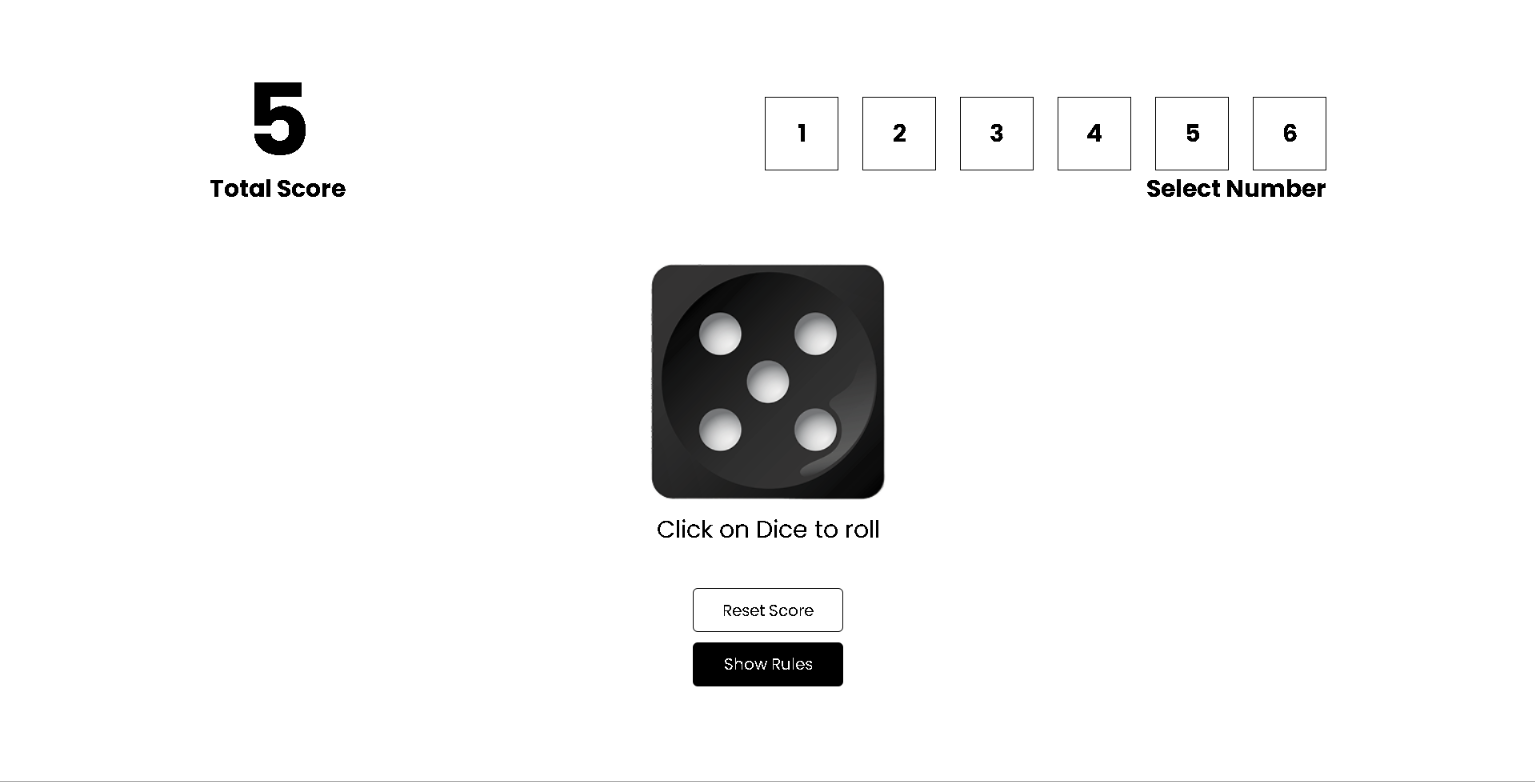 5
Total Score
1 2 3 4 5 6
Select Number
Click on Dice to roll
Reset Score
Show Rules